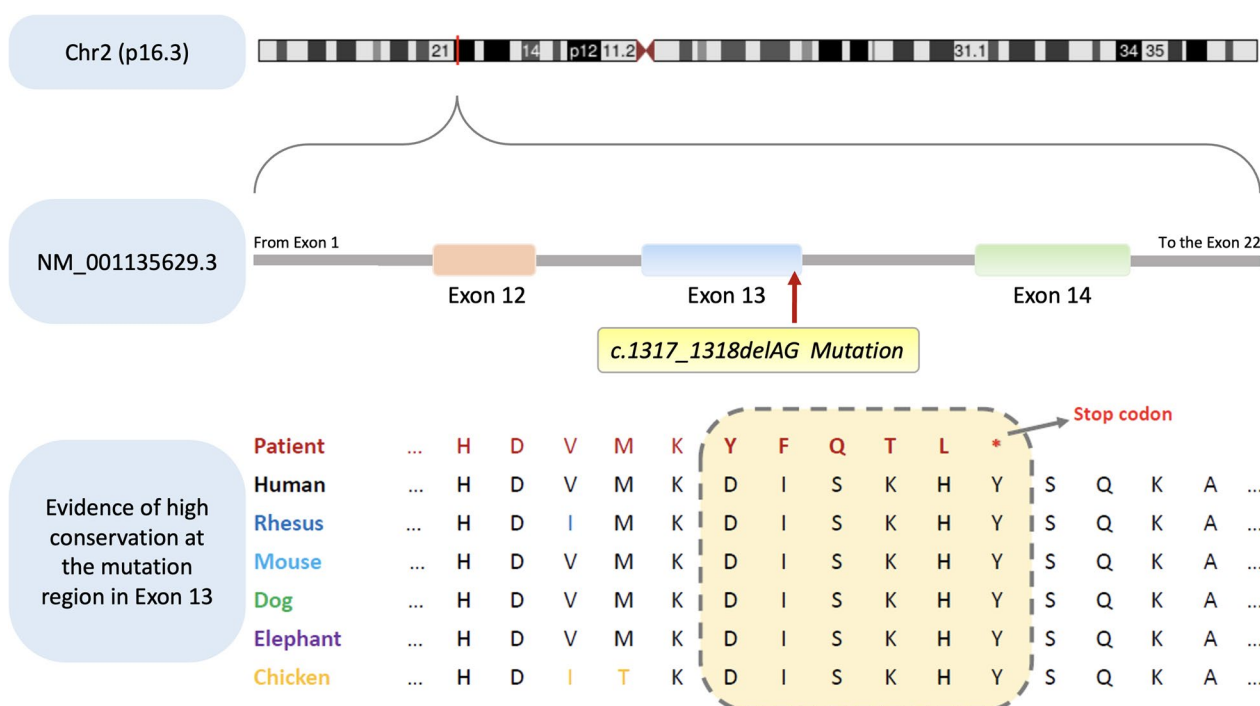 Chr2 (p16.3)
21 14 p12 11.2 31.1 34 35
From Exon 1
To the Exon 22
NM_001135629.3
Exon 12
Exon 13
Exon 14
c.1317_1318delAG Mutation
Stop codon
Evidence of high
conservation at
the mutation
region in Exon 13
Patient ... H D V M K Y F Q T L *
Human ... H D V M K D I S K H Y S Q K A ...
Rhesus ... H D I M K D I S K H Y S Q K A ...
Mouse ... H D V M K D I S K H Y S Q K A ...
Dog ... H D V M K D I S K H Y S Q K A ...
Elephant ... H D V M K D I S K H Y S Q K A ...
Chicken ... H D I T K D I S K H Y S Q K A ...